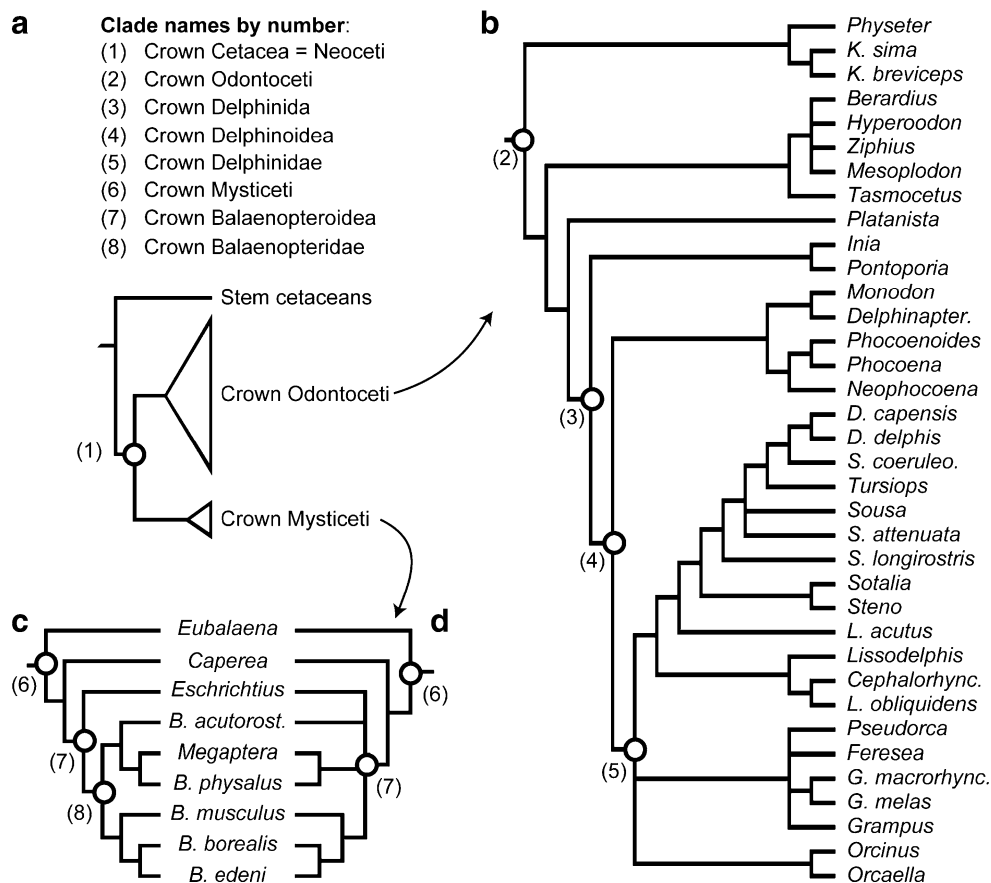 a
Clade names by number:
(1) Crown Cetacea = Neoceti
(2) Crown Odontoceti
(3) Crown Delphinida
(4) Crown Delphinoidea
(5) Crown Delphinidae
(6) Crown Mysticeti
(7) Crown Balaenopteroidea
(8) Crown Balaenopteridae
Stem cetaceans
Crown Odontoceti
(1)
Crown Mysticeti
b
Physeter
K. sima
K. breviceps
Berardius
Hyperoodon
(2)
Ziphius
Mesoplodon
Tasmocetus
Platanista
Inia
Pontoporia
Monodon
Delphinapter.
Phocoenoides
Phocoena
Neophocoena
(3)
D. capensis
D. delphis
S. coeruleo.
Tursiops
Sousa
S. attenuata
(4)
S. longirostris
Sotalia
Steno
L. acutus
Lissodelphis
Cephalorhync.
L. obliquidens
Pseudorca
Feresea
(5)
G. macrorhync.
G. melas
Grampus
Orcinus
Orcaella
c
d
Eubalaena
Caperea
(6)
(6)
Eschrichtius
B. acutorost.
Megaptera
(7)
B. physalus
(7)
(8)
B. musculus
B. borealis
B. edeni